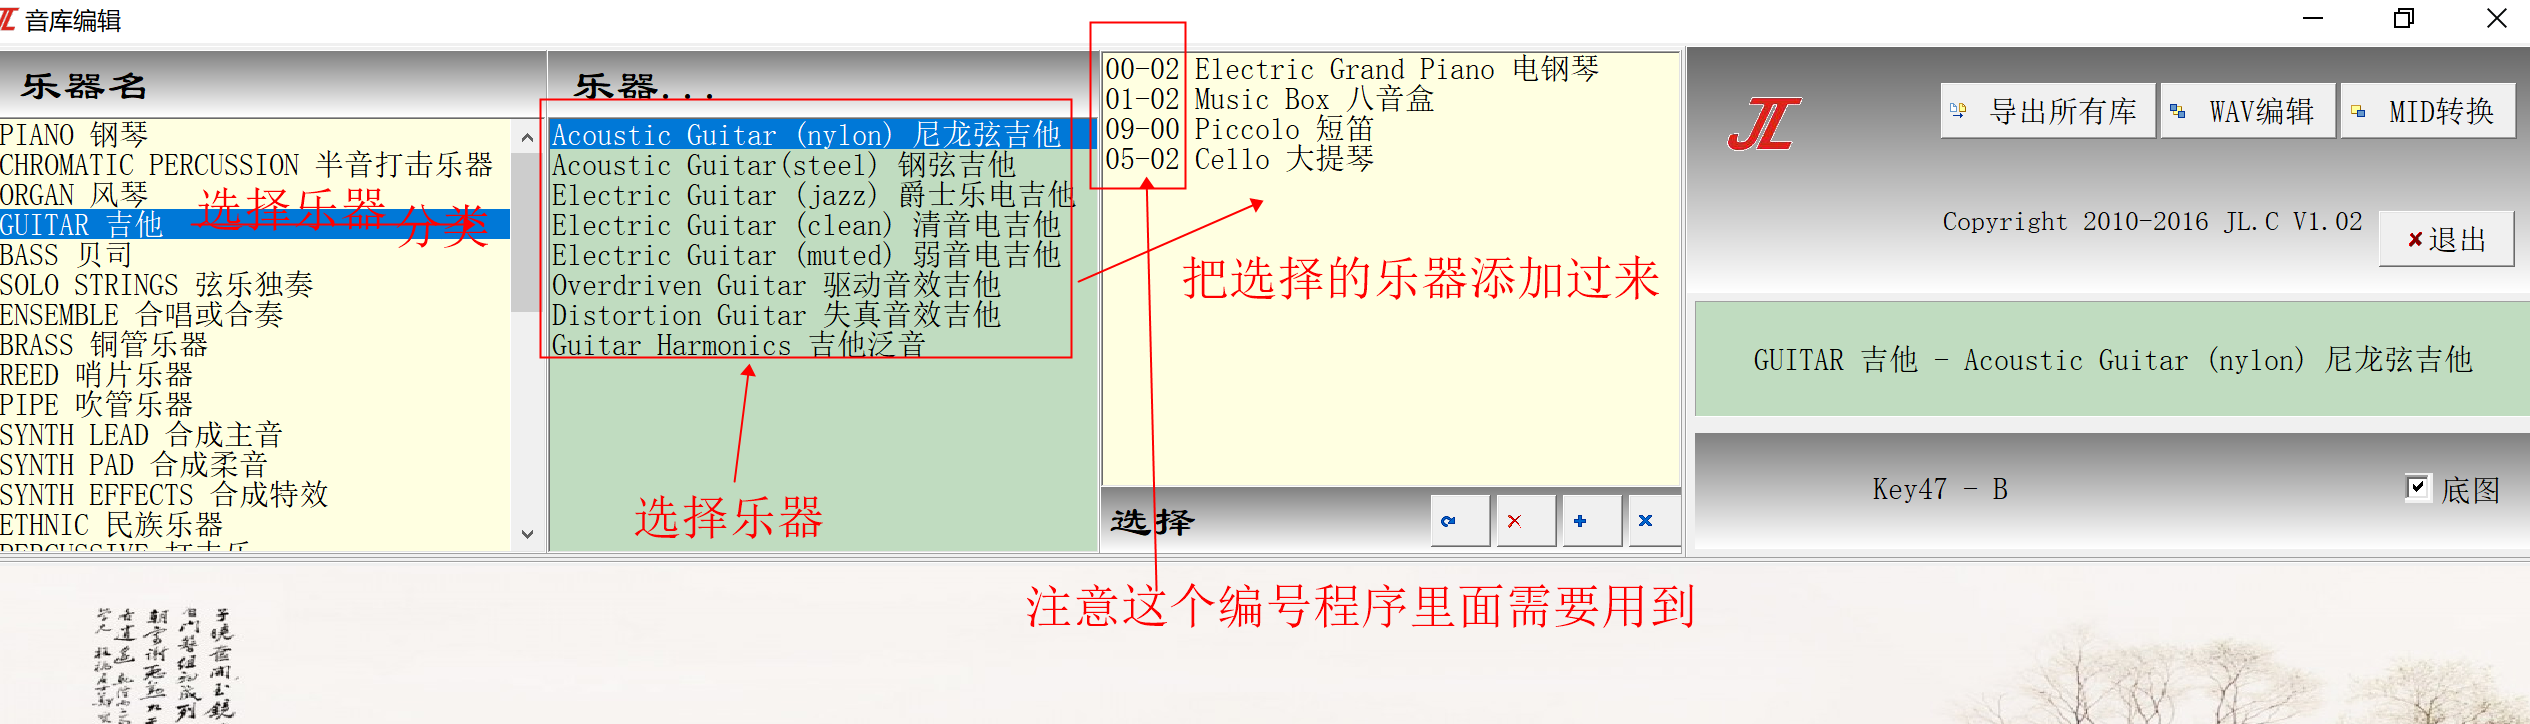 音库编辑
乐器名
PIANO 钢琴
CHROMATIC PERCUSSION 半音打击乐器
ORGAN 风琴
GUITAR 吉他
选择乐器分类
BASS 贝司
SOLO STRINGS 弦乐独奏
ENSEMBLE 合唱或合奏
BRASS 铜管乐器
REED 哨片乐器
PIPE 吹管乐器
SYNTH LEAD 合成主音
SYNTH PAD 合成柔音
SYNTH EFFECTS 合成特效
ETHNIC 民族乐器
PERCUSSIVE 打击乐
乐器...
Acoustic Guitar (nylon) 尼龙弦吉他
Acoustic Guitar(steel) 钢弦吉他
Electric Guitar (jazz) 爵士乐电吉他
Electric Guitar (clean) 清音电吉他
Electric Guitar (muted) 弱音电吉他
Overdriven Guitar 驱动音效吉他
Distortion Guitar 失真音效吉他
Guitar Harmonics 吉他泛音
选择乐器
00-02 Electric Grand Piano 电钢琴
01-02 Music Box 八音盒
09-00 Piccolo 短笛
05-02 Cello 大提琴
把选择的乐器添加过来
选择
注意这个编号程序里面需要用到
JL
导出所有库
WAV编辑
MID转换
Copyright 2010-2016 JL.C V1.02
退出
GUITAR 吉他 - Acoustic Guitar (nylon) 尼龙弦吉他
Key47 - B
底图